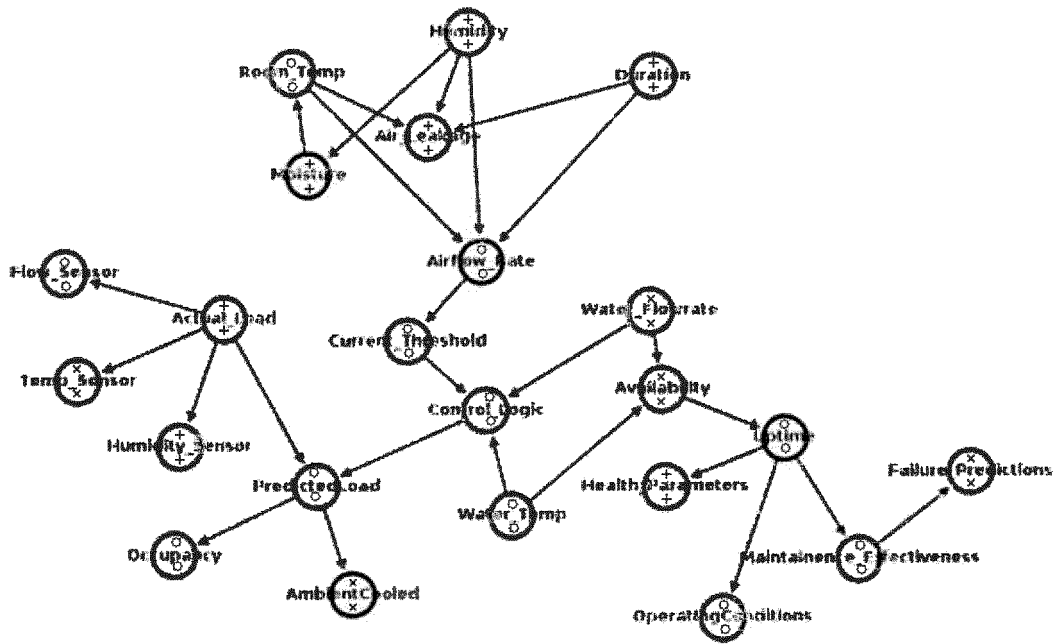 Humidity
Room_Temp
Duration
Air_Leakage
Moisture
Airflow_Rate
Flow_Sensor
Actual_Load
Water_Flowrate
Current_Threshold
Temp_Sensor
Availability
Control_Logic
Uptime
Humidity_Sensor
Failure_Predictions
PredictedLoad
Health_Parameters
Water_Temp
Occupancy
Maintainence_Effectiveness
AmbientCooled
OperatingConditions